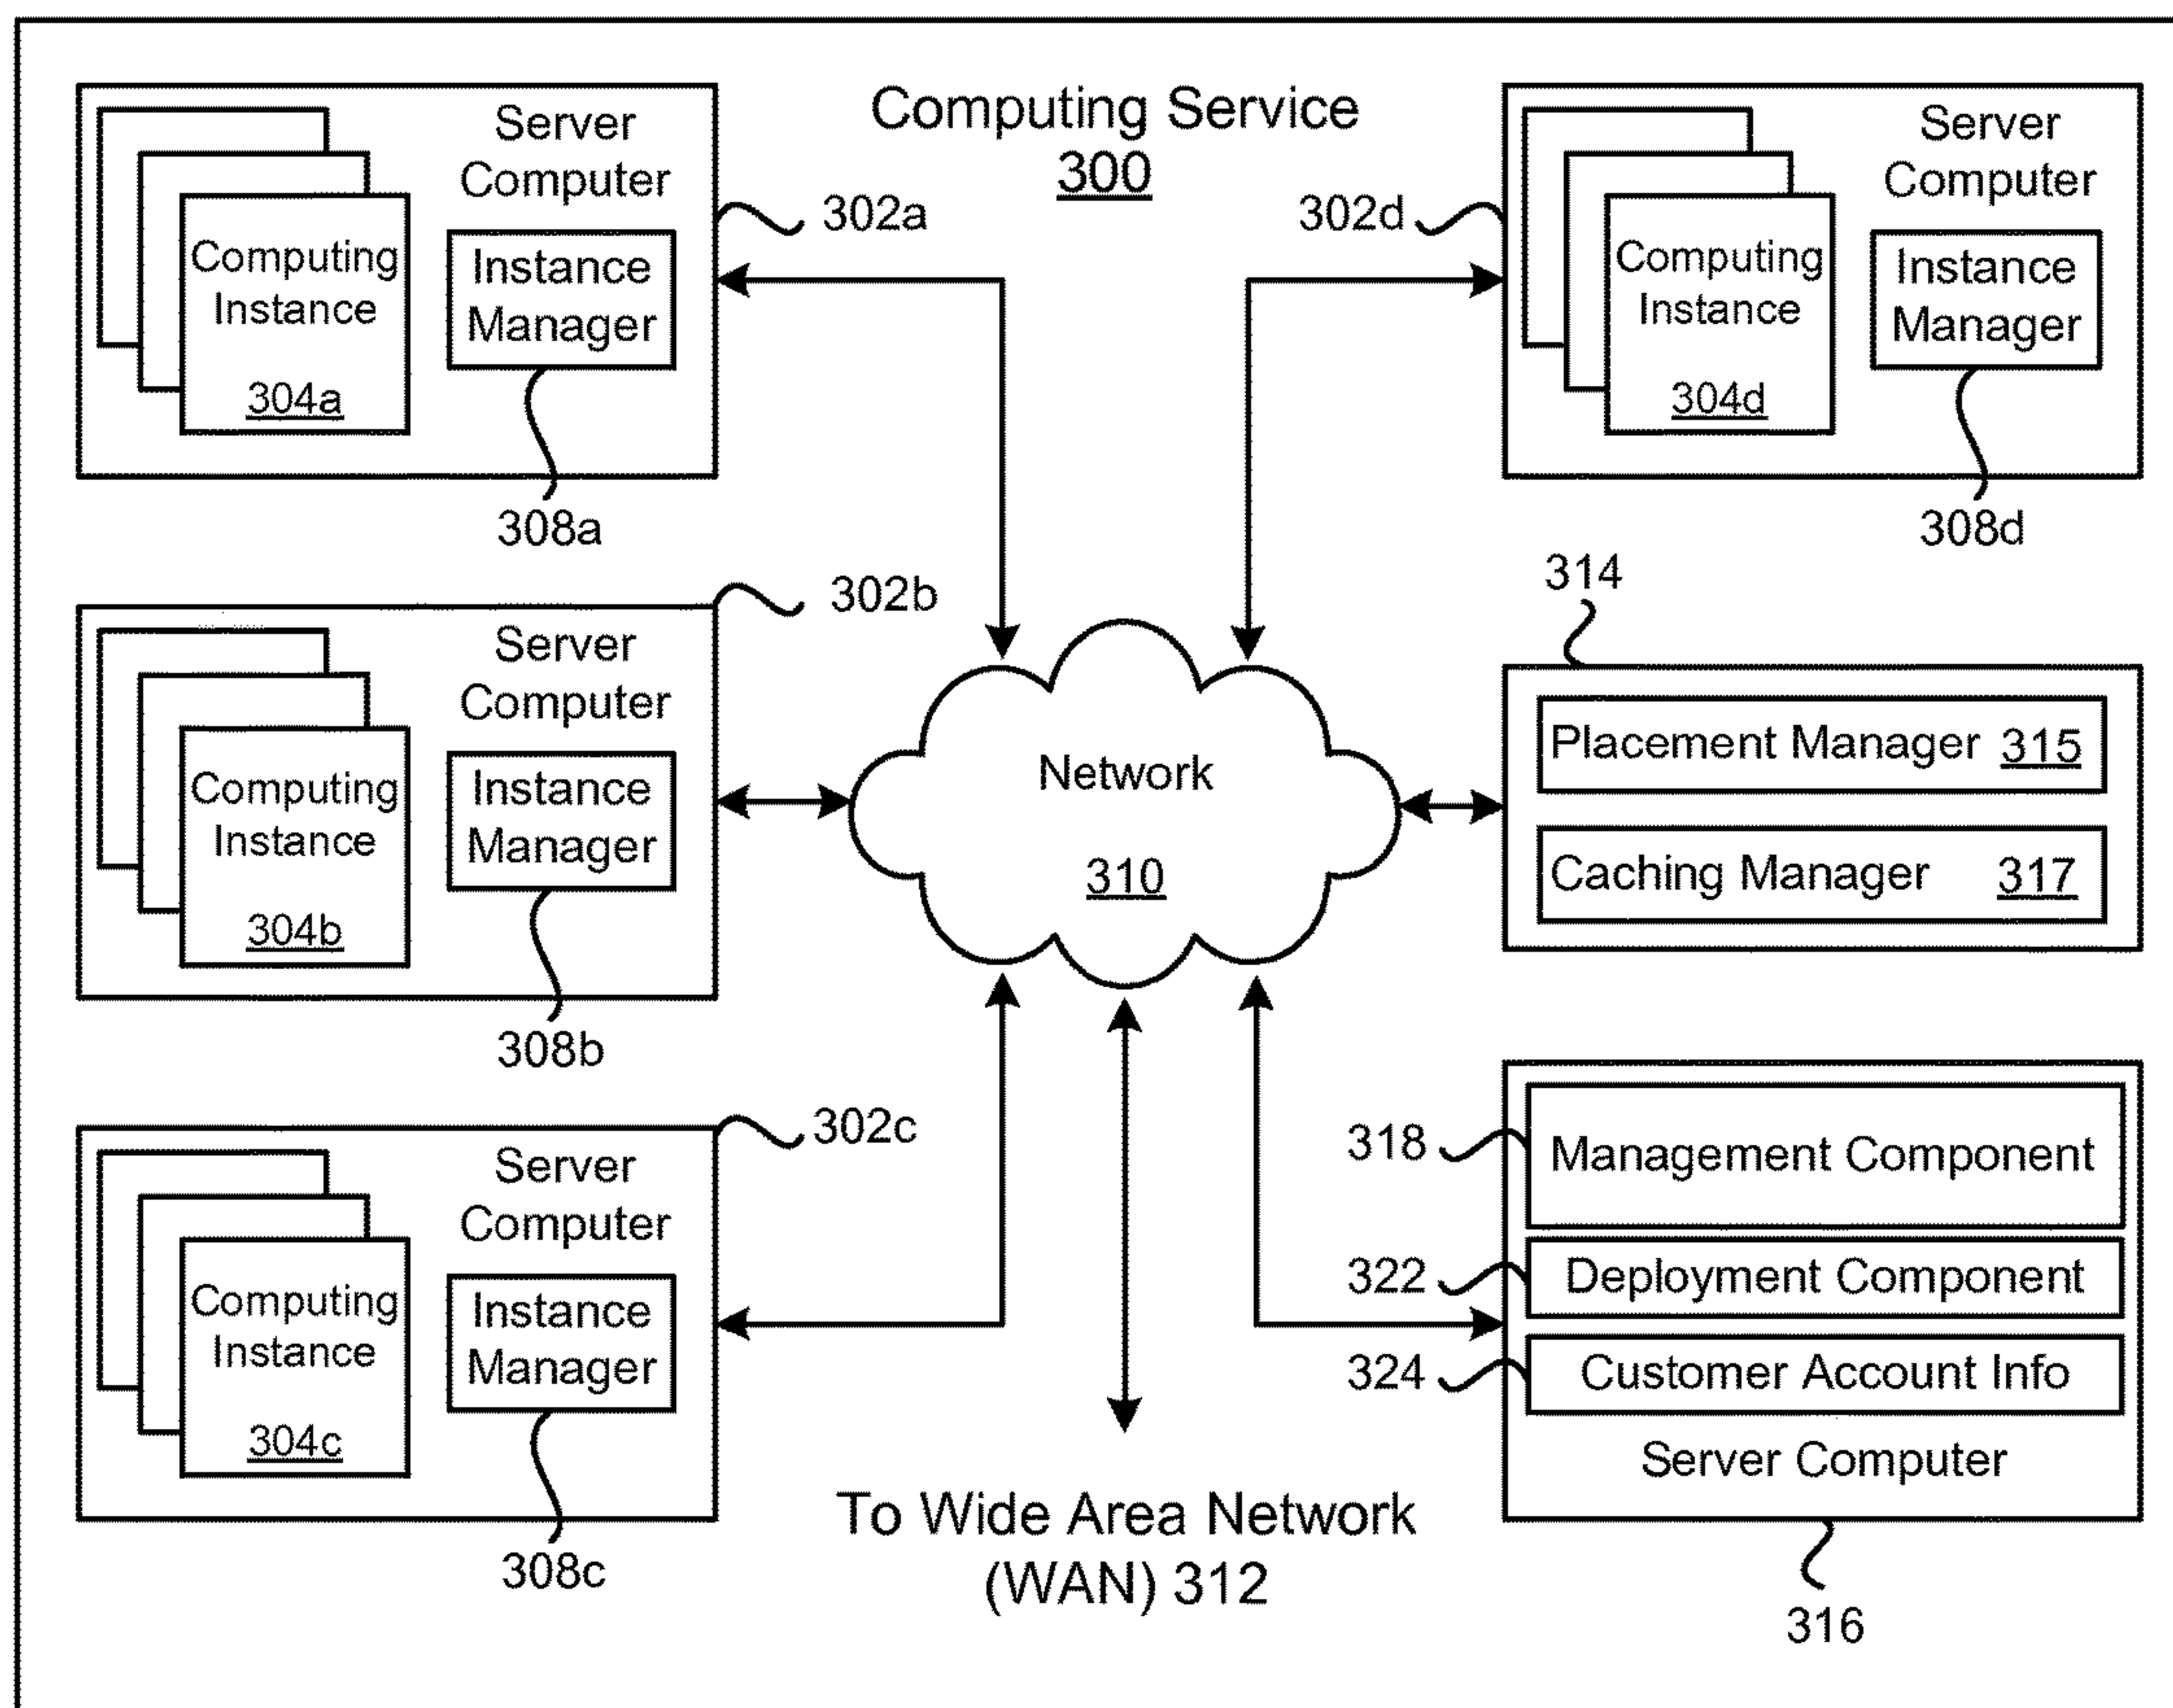 Computing Service
300
Server
Computer
302a
Computing
Instance
304a
Instance
Manager
308a
302d
Server
Computer
Computing
Instance
304d
Instance
Manager
308d
302b
Server
Computer
Computing
Instance
304b
Instance
Manager
308b
Network
310
314
Placement Manager 315
Caching Manager 317
302c
Server
Computer
Computing
Instance
304c
Instance
Manager
308c
318
Management Component
322
Deployment Component
324
Customer Account Info
Server Computer
316
To Wide Area Network
(WAN) 312